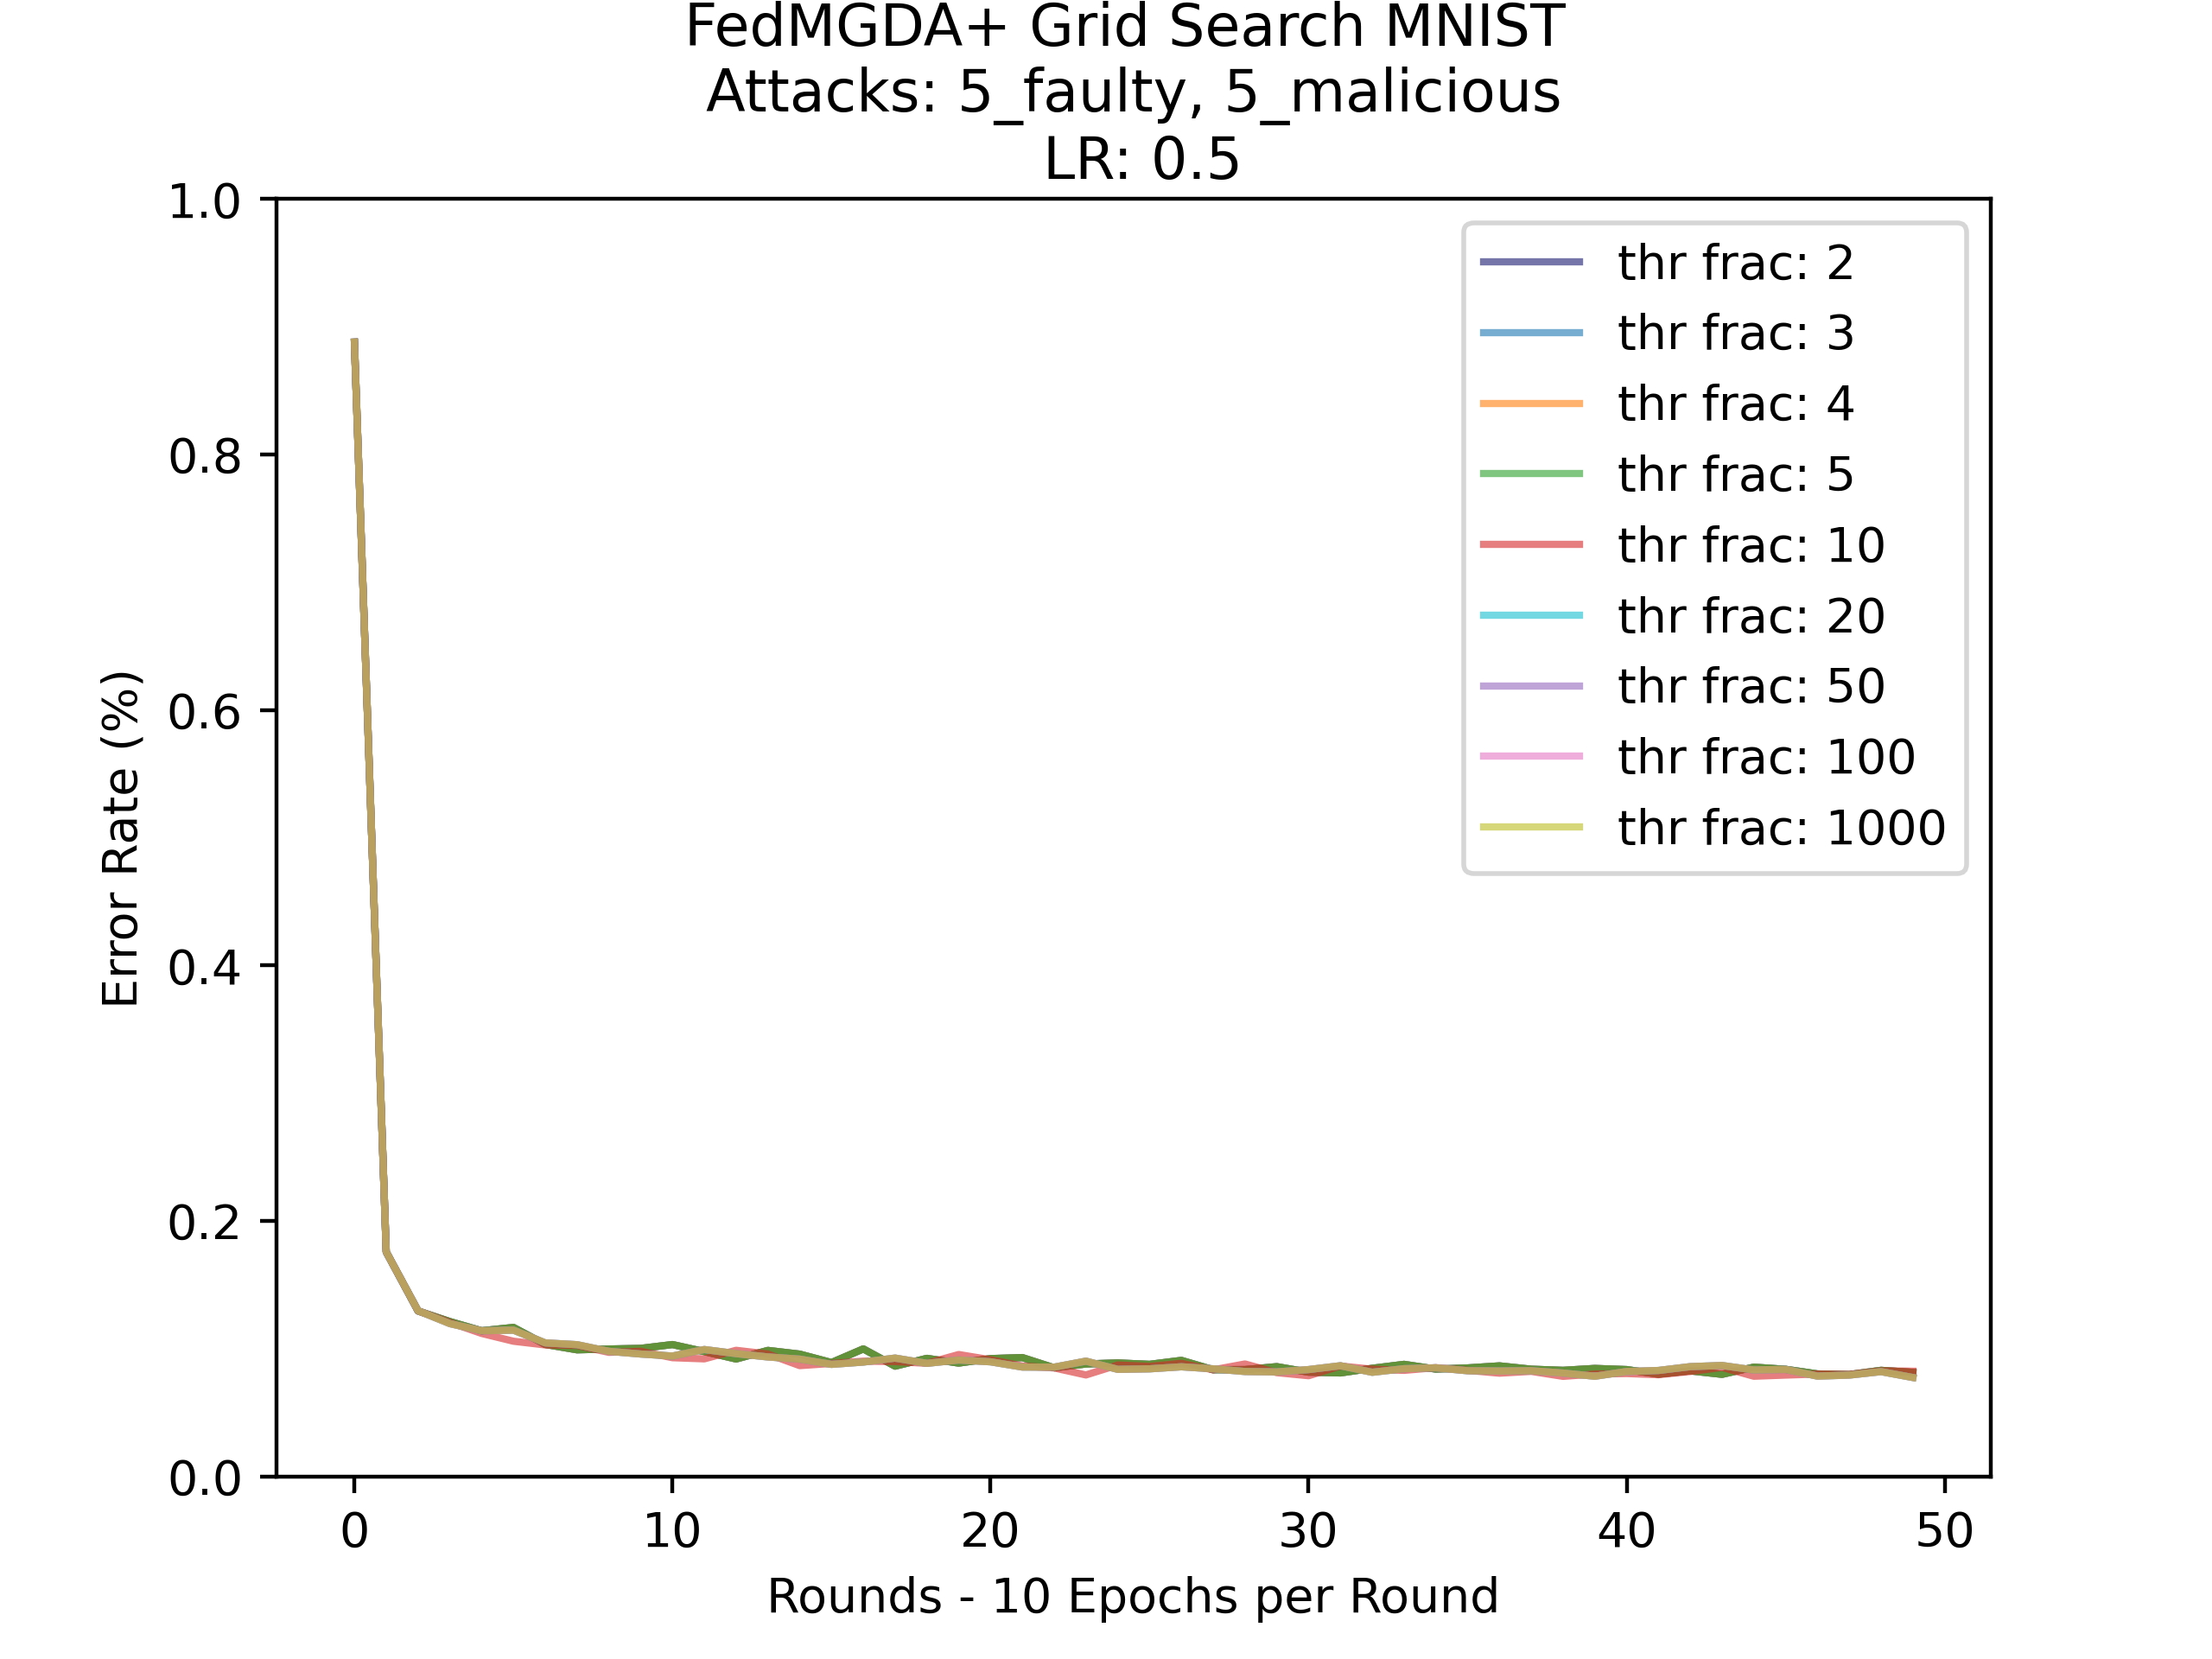 FedMGDA+ Grid Search MNIST
Attacks: 5_faulty, 5_malicious
LR: 0.5
1.0
0.8
0.6
0.4
0.2
0.0
Error Rate (%)
thr frac: 2
thr frac: 3
thr frac: 4
thr frac: 5
thr frac: 10
thr frac: 20
thr frac: 50
thr frac: 100
thr frac: 1000
0 10 20 30 40 50
Rounds - 10 Epochs per Round